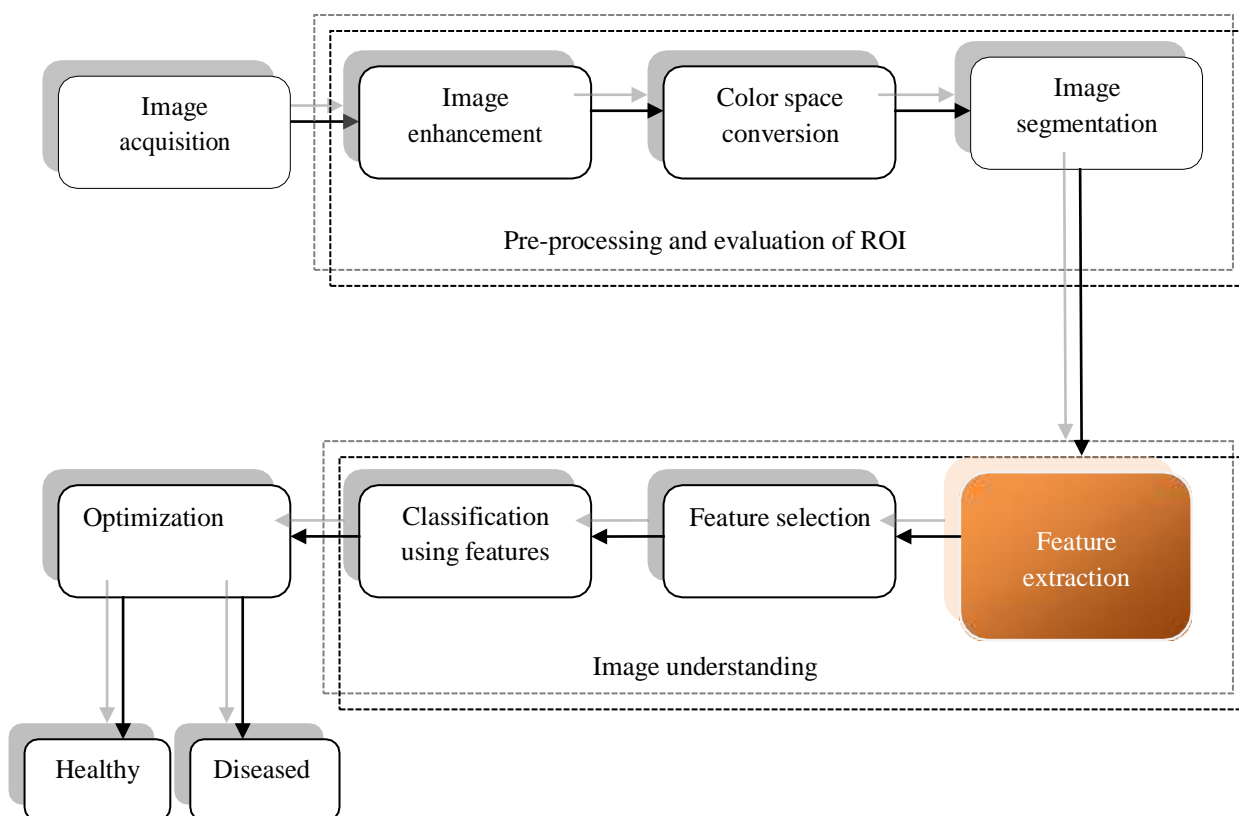 Image
acquisition
Image
enhancement
Color space
conversion
Image
segmentation
Pre-processing and evaluation of ROI
Feature
extraction
Feature selection
Classification
using features
Optimization
Image understanding
Healthy
Diseased